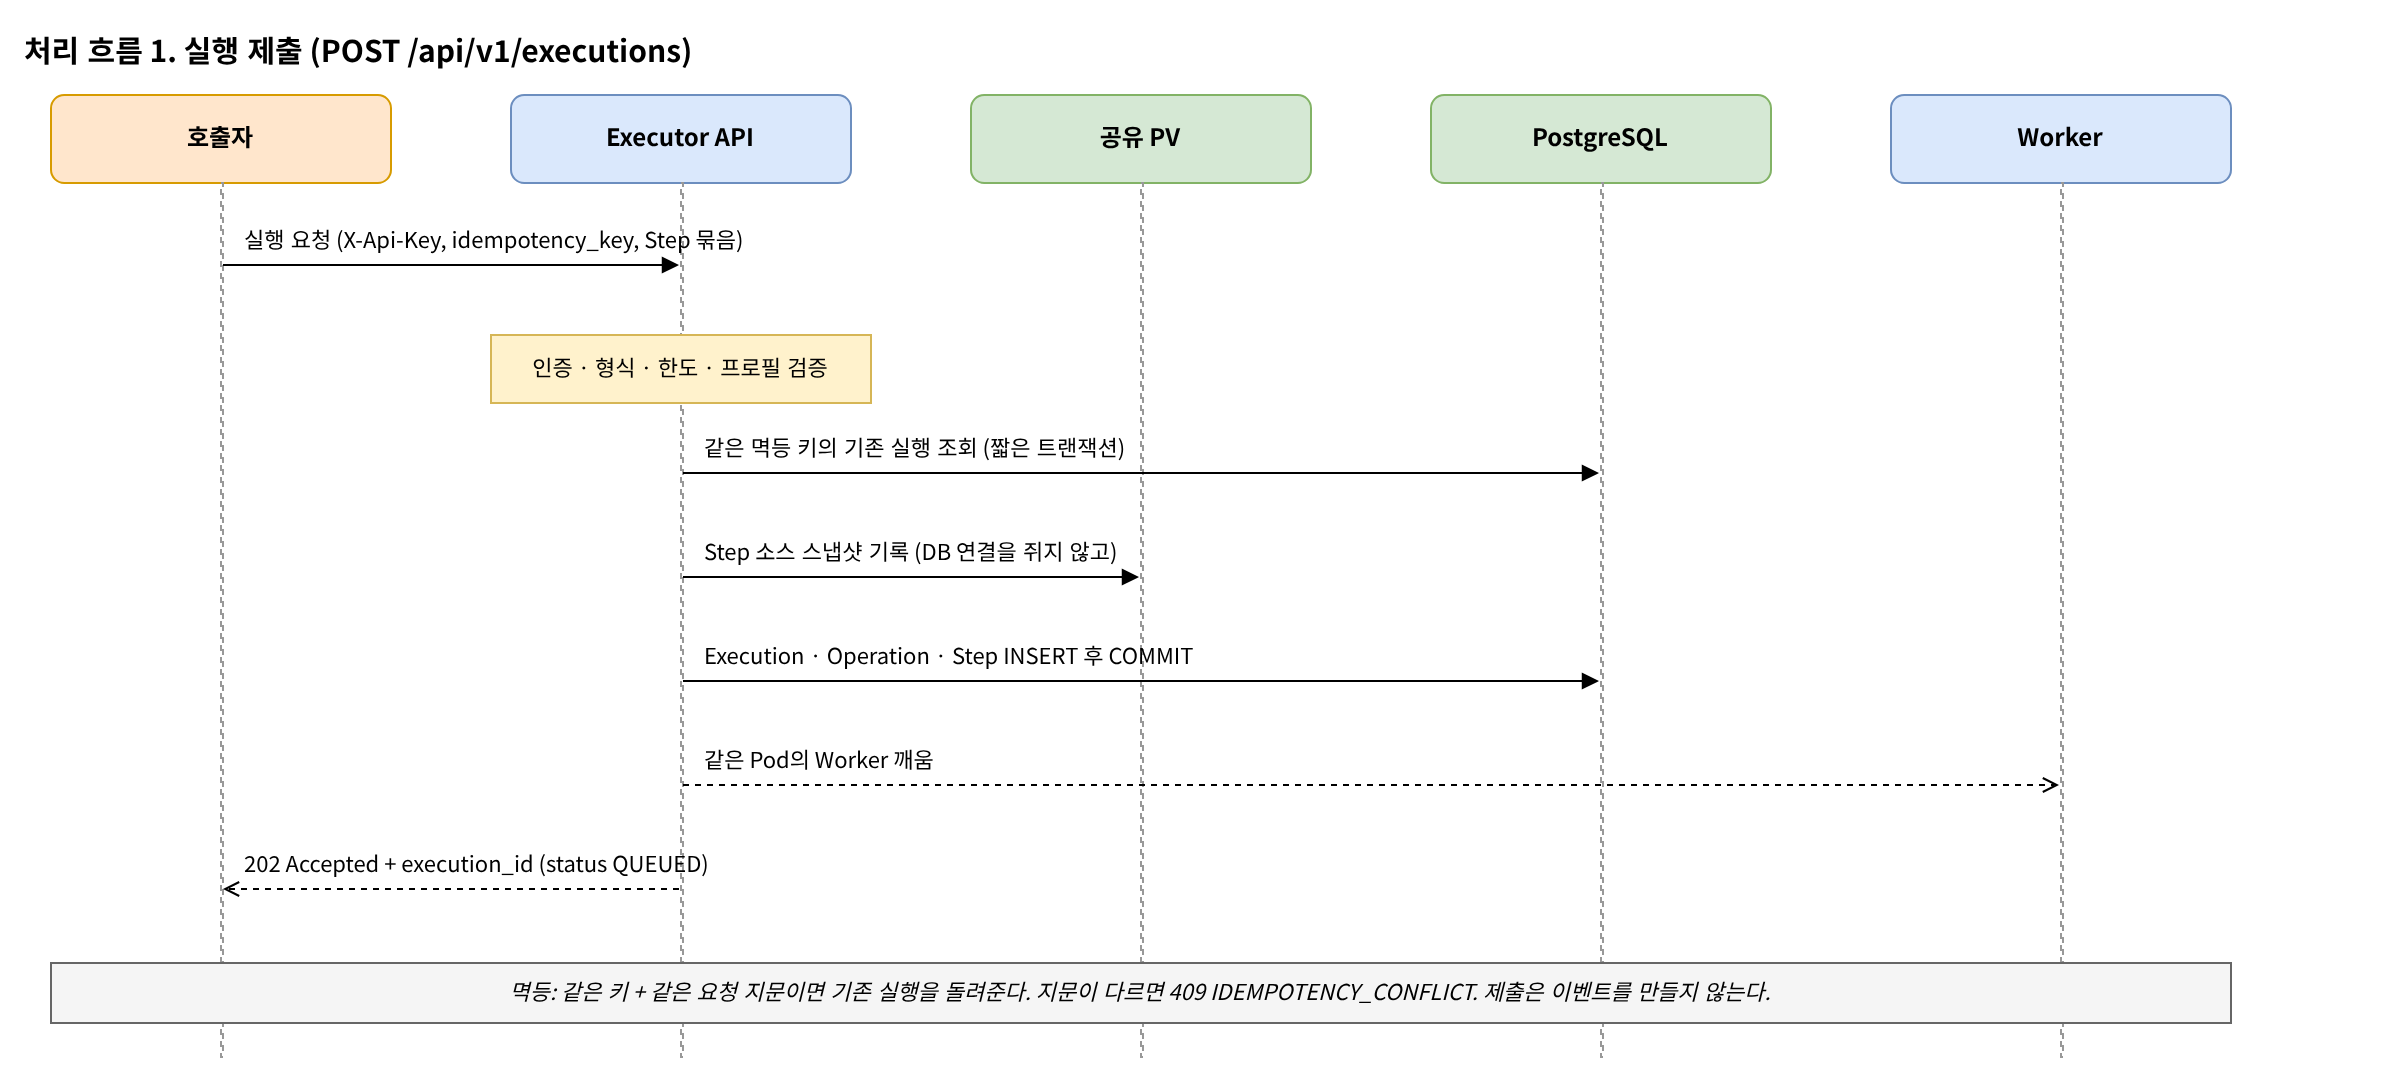 처리 흐름 1. 실행 제출 (POST /api/v1/executions)
호출자
Executor API
공유 PV
PostgreSQL
Worker
실행 요청 (X-Api-Key, idempotency_key, Step 묶음)
인증 · 형식 · 한도 · 프로필 검증
같은 멱등 키의 기존 실행 조회 (짧은 트랜잭션)
Step 소스 스냅샷 기록 (DB 연결을 쥐지 않고)
Execution · Operation · Step INSERT 후 COMMIT
같은 Pod의 Worker 깨움
202 Accepted + execution_id (status QUEUED)
멱등: 같은 키 + 같은 요청 지문이면 기존 실행을 돌려준다. 지문이 다르면 409 IDEMPOTENCY_CONFLICT. 제출은 이벤트를 만들지 않는다.